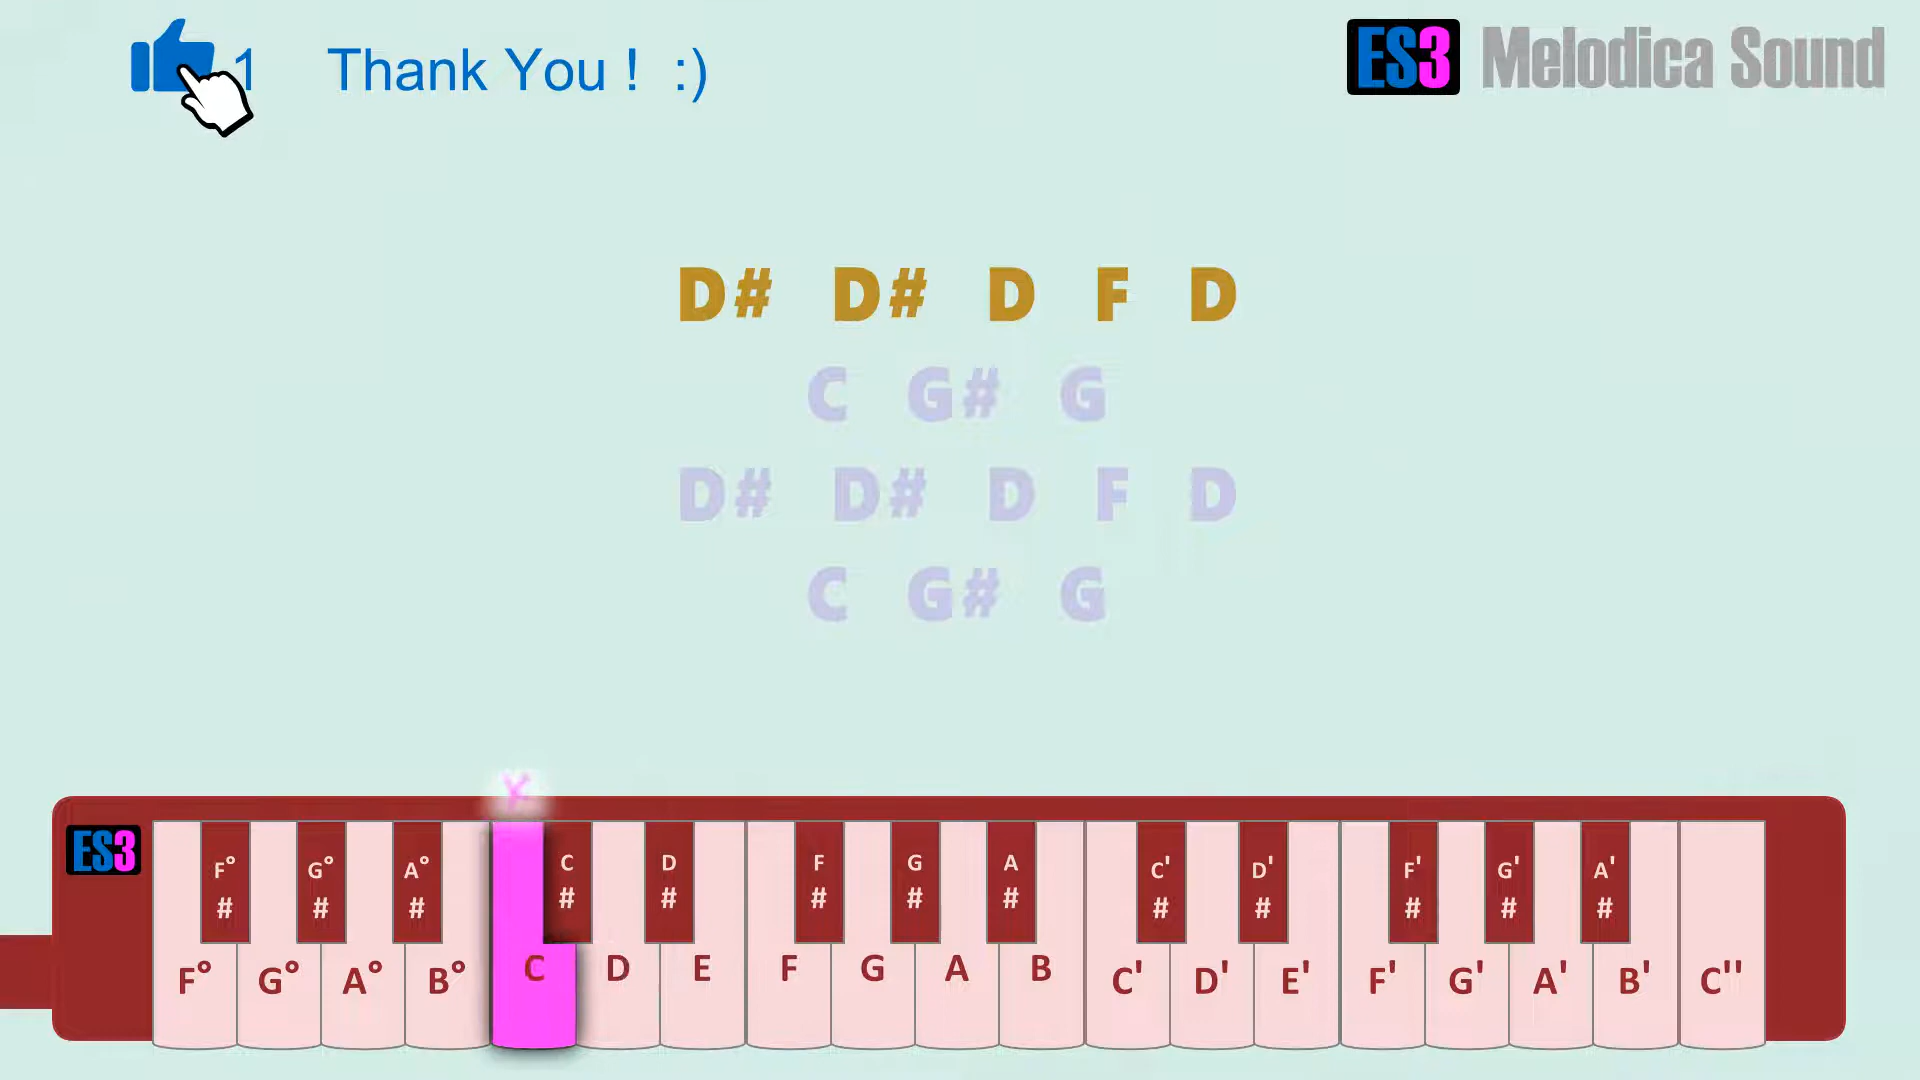 1 Thank You ! :)
ES3 Melodica Sound
D# D# D F D
C G# G
D# D# D F D
C G# G
ES3
F° # G° # A° # C # D # F # G # A # C' # D' # F' # G' # A' #
F° G° A° B° C D E F G A B C' D' E' F' G' A' B' C''